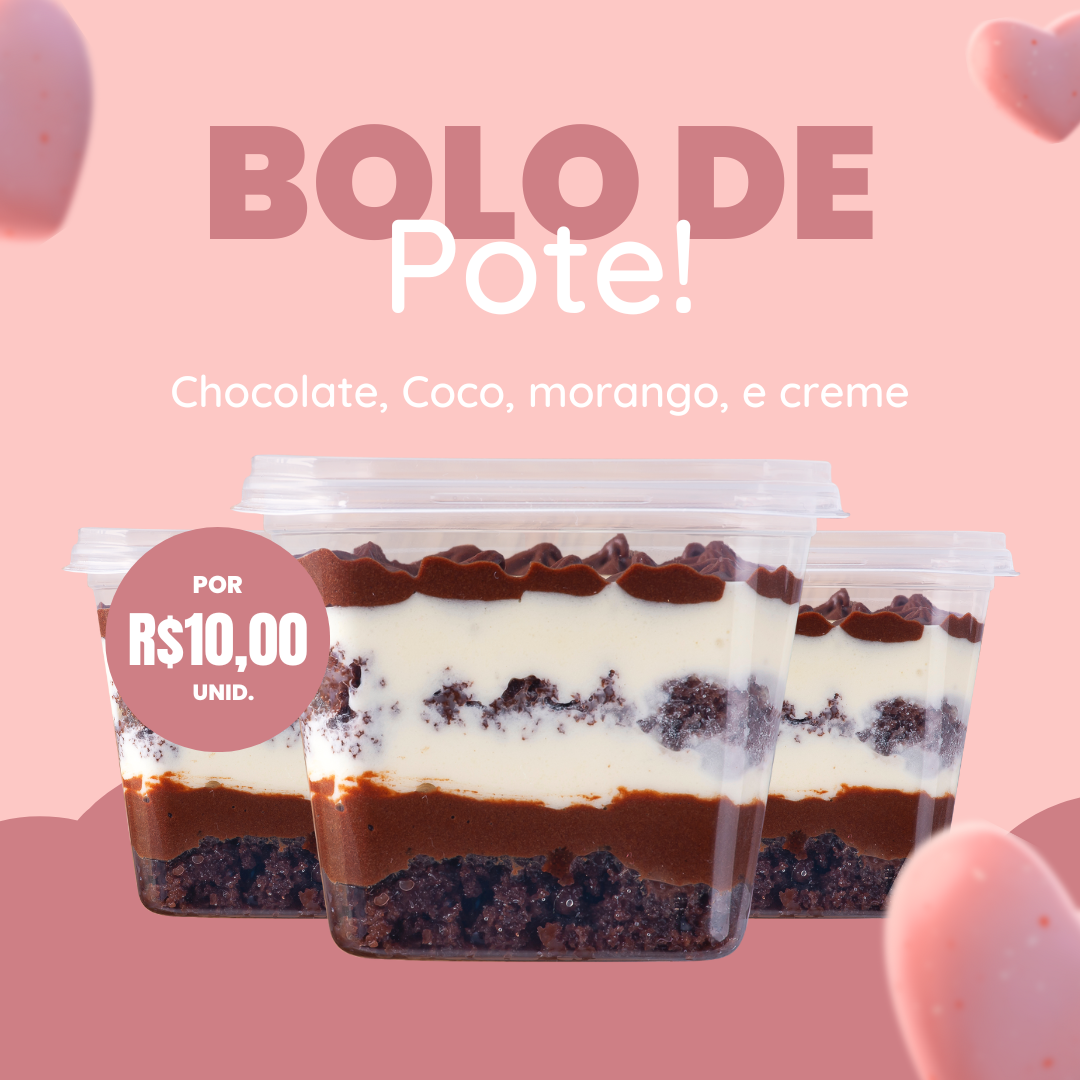 BOLO DE
Pote!
Chocolate, Coco, morango, e creme
POR
R$10,00
UNID.